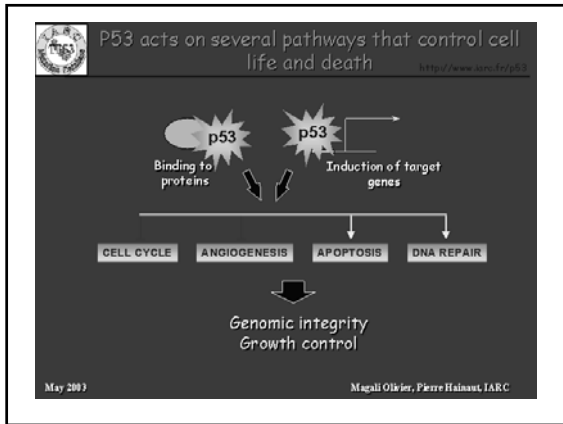 P53 acts on several pathways that control cell
life and death
http://www.iarc.fr/p53
p53
p53
Binding to
proteins
Induction of target
genes
CELL CYCLE
ANGIOGENESIS
APOPTOSIS
DNA REPAIR
Genomic integrity
Growth control
May 2003
Magali Olivier, Pierre Hainaut, IARC